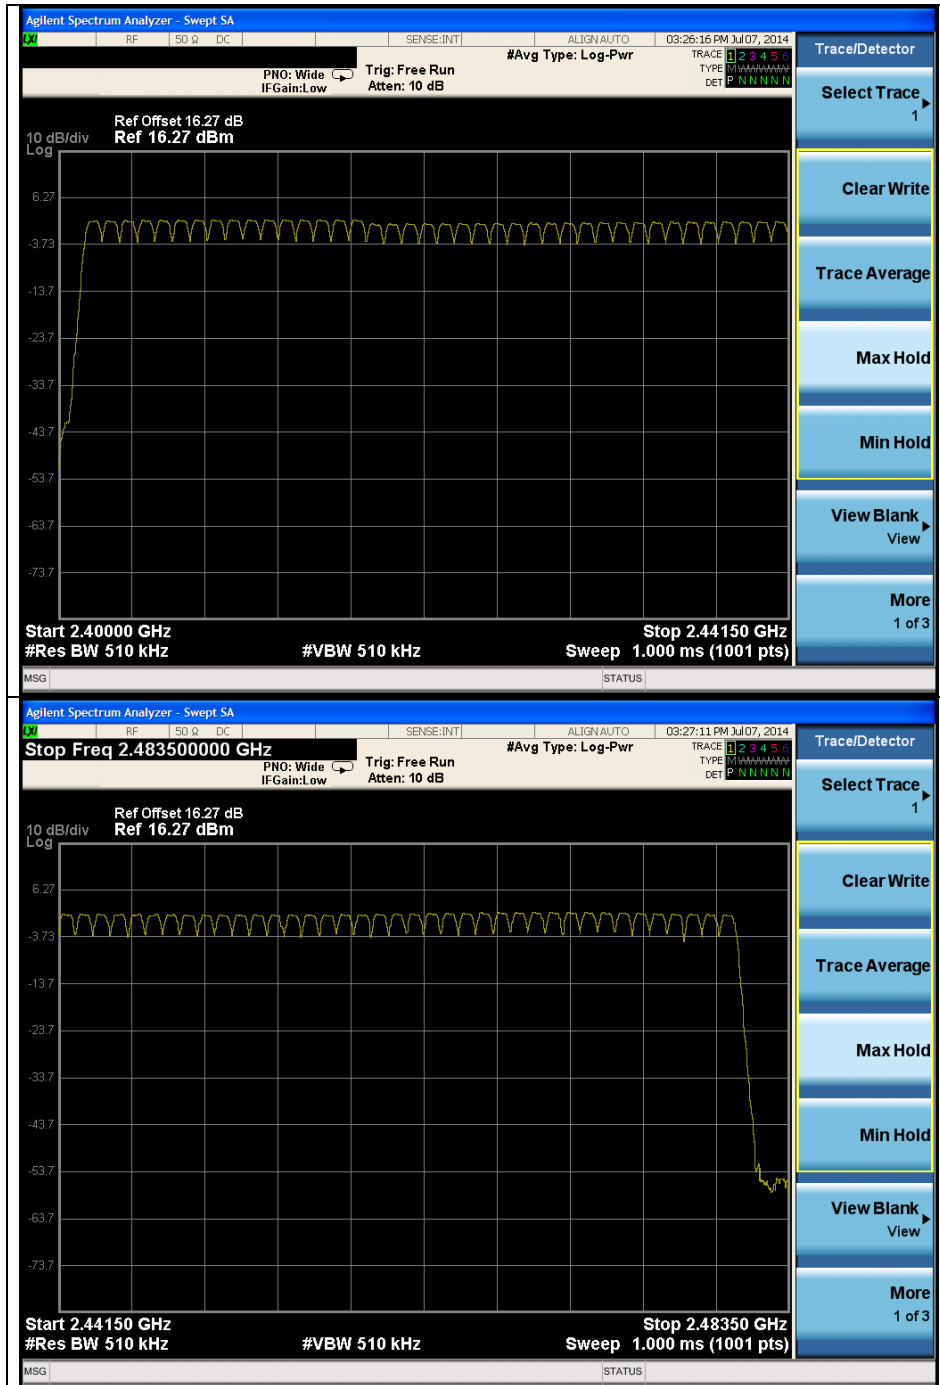 Agilent Spectrum Analyzer - Swept SA
LXI RF 50 Ω DC SENSE:INT ALIGN AUTO 03:26:16 PM Jul 07, 2014
#Avg Type: Log-Pwr TRACE 1 2 3 4 5 6
PNO: Wide Trig: Free Run TYPE M WWWWW
IFGain:Low Atten: 10 dB DET P N N N N N
Ref Offset 16.27 dB
10 dB/div Ref 16.27 dBm
Log
6.27
-3.73
-13.7
-23.7
-33.7
-43.7
-53.7
-63.7
-73.7
Start 2.40000 GHz Stop 2.44150 GHz
#Res BW 510 kHz #VBW 510 kHz Sweep 1.000 ms (1001 pts)
MSG STATUS
Trace/Detector
Select Trace
1
Clear Write
Trace Average
Max Hold
Min Hold
View Blank
View
More
1 of 3
Agilent Spectrum Analyzer - Swept SA
LXI RF 50 Ω DC SENSE:INT ALIGN AUTO 03:27:11 PM Jul 07, 2014
Stop Freq 2.483500000 GHz #Avg Type: Log-Pwr TRACE 1 2 3 4 5 6
PNO: Wide Trig: Free Run TYPE M WWWWW
IFGain:Low Atten: 10 dB DET P N N N N N
Ref Offset 16.27 dB
10 dB/div Ref 16.27 dBm
Log
6.27
-3.73
-13.7
-23.7
-33.7
-43.7
-53.7
-63.7
-73.7
Start 2.44150 GHz Stop 2.48350 GHz
#Res BW 510 kHz #VBW 510 kHz Sweep 1.000 ms (1001 pts)
MSG STATUS
Trace/Detector
Select Trace
1
Clear Write
Trace Average
Max Hold
Min Hold
View Blank
View
More
1 of 3